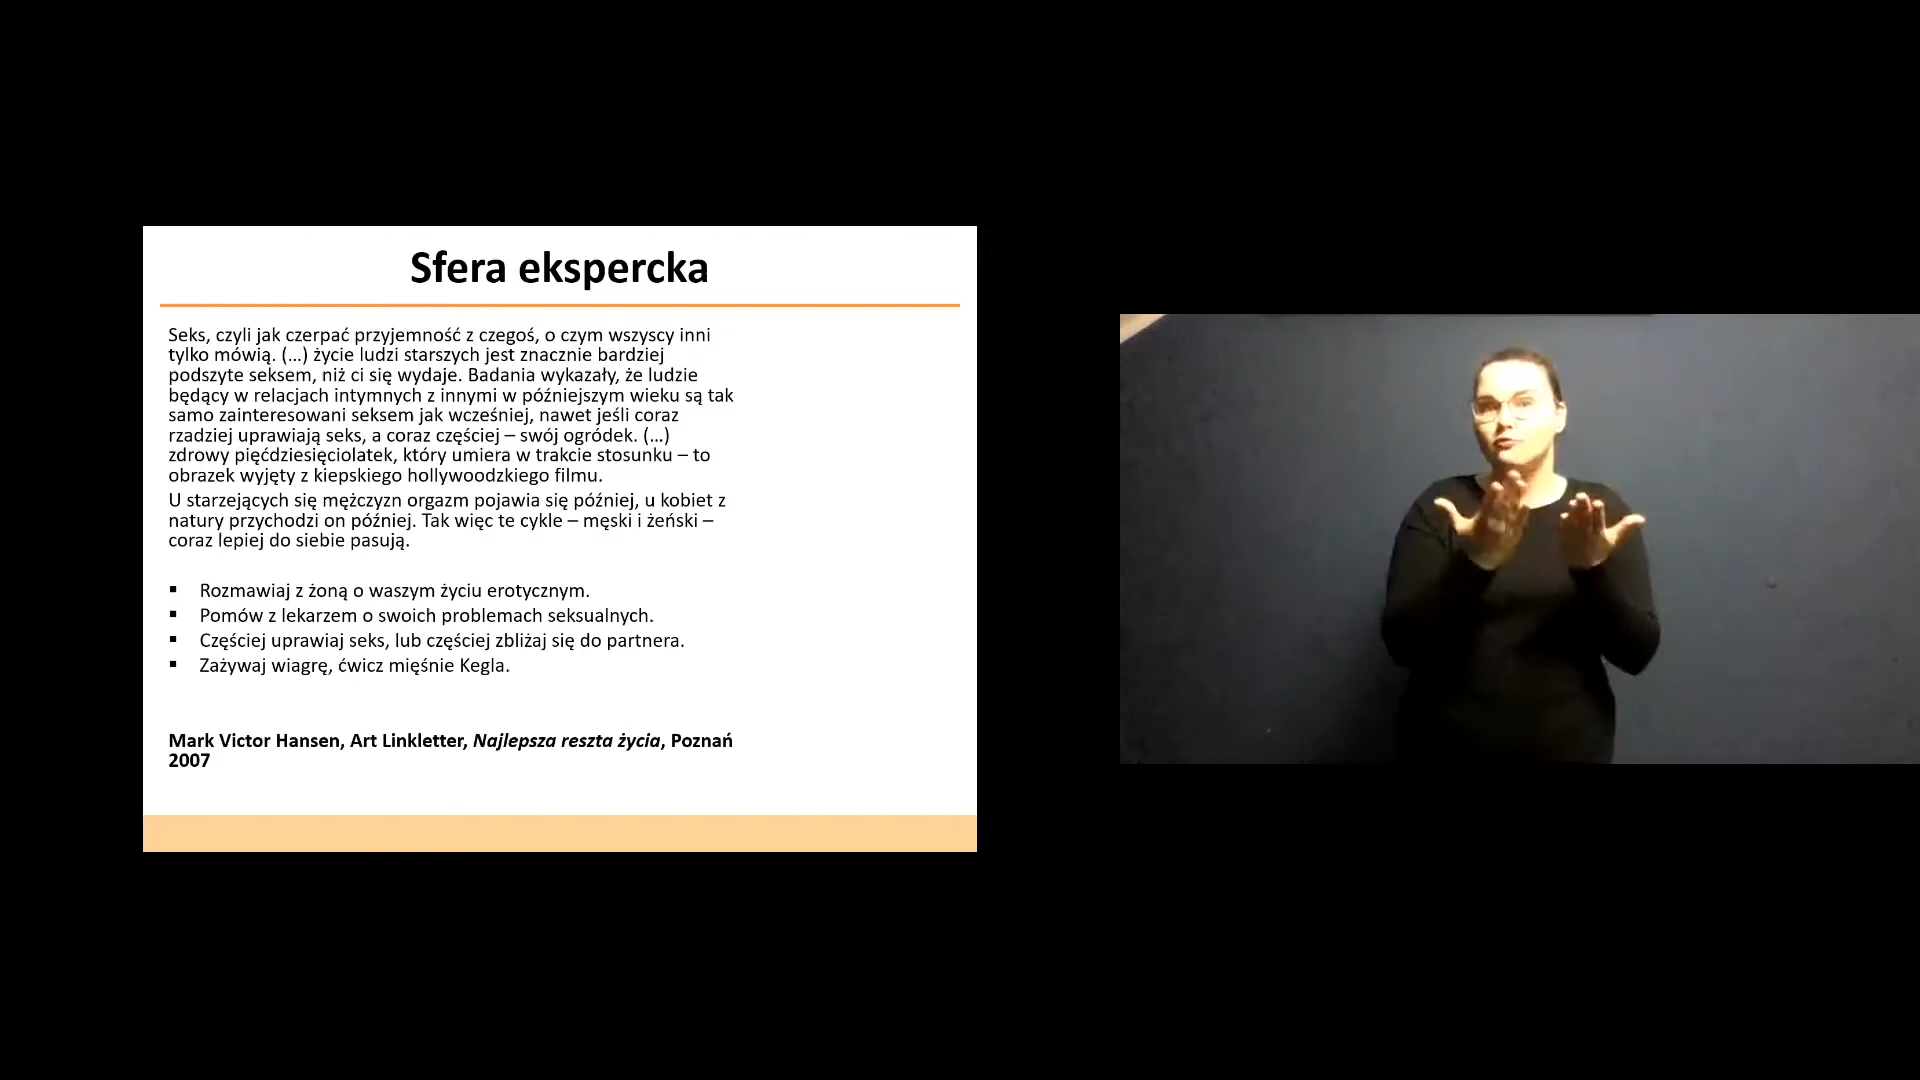 Sfera ekspercka
Seks, czyli jak czerpać przyjemność z czegoś, o czym wszyscy inni
tylko mówią. (...) życie ludzi starszych jest znacznie bardziej
podszyte seksem, niż ci się wydaje. Badania wykazały, że ludzie
będący w relacjach intymnych z innymi w późniejszym wieku są tak
samo zainteresowani seksem jak wcześniej, nawet jeśli coraz
rzadziej uprawiają seks, a coraz częściej – swój ogródek. (...)
zdrowy pięćdziesięciolatek, który umiera w trakcie stosunku – to
obrazek wyjęty z kiepskiego hollywoodzkiego filmu.
U starzejących się mężczyzn orgazm pojawia się później, u kobiet z
natury przychodzi on później. Tak więc te cykle – męski i żeński –
coraz lepiej do siebie pasują.
▪ Rozmawiaj z żoną o waszym życiu erotycznym.
▪ Pomów z lekarzem o swoich problemach seksualnych.
▪ Częściej uprawiaj seks, lub częściej zbliżaj się do partnera.
▪ Zażywaj wiagrę, ćwicz mięśnie Kegla.
Mark Victor Hansen, Art Linkletter, Najlepsza reszta życia, Poznań
2007